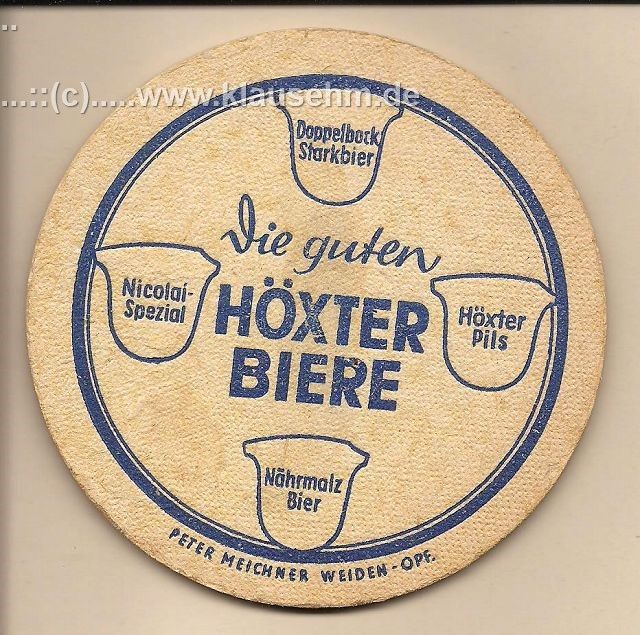 ...::(c).....www.klausehm.de
Doppelbock
Starkbier
Die guten
HÖXTER
BIERE
Nicolai-
Spezial
Höxter
Pils
Nährmalz
Bier
PETER MEICHNER WEIDEN-OPF.